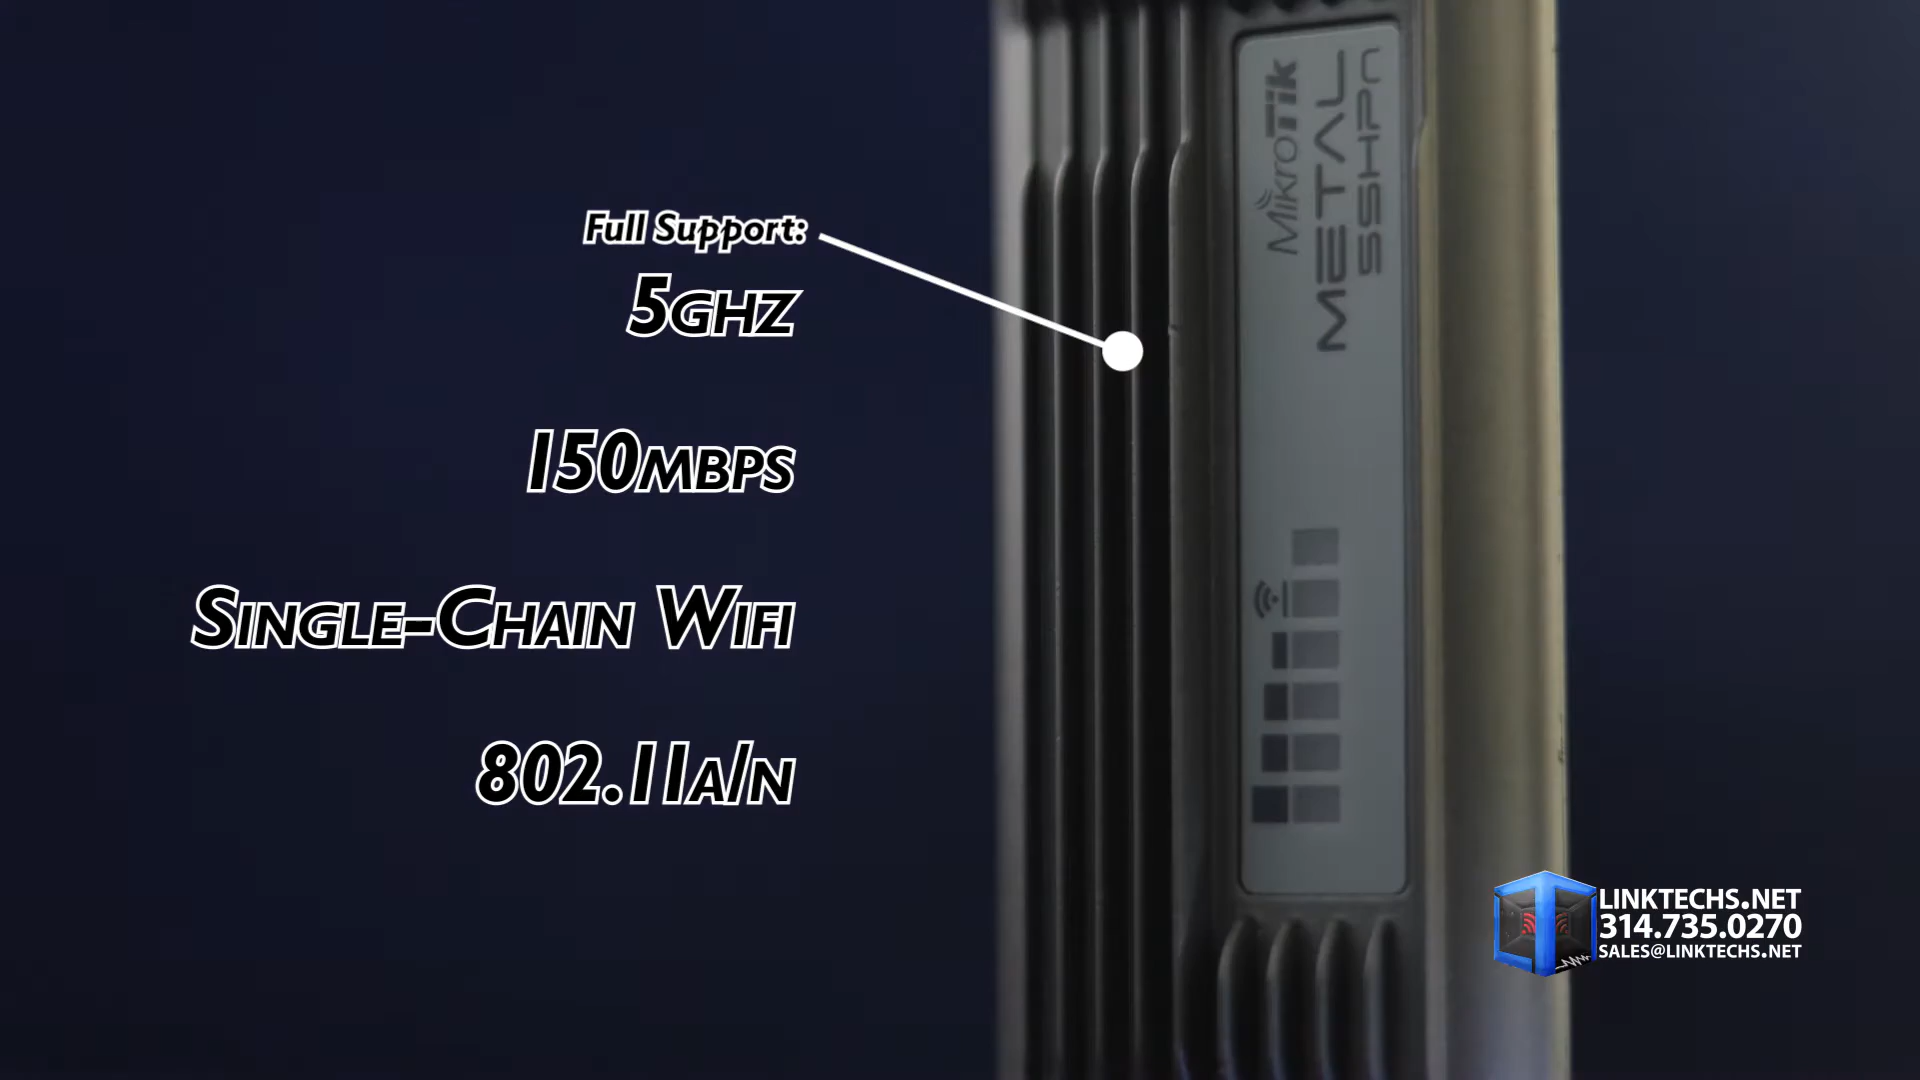 Full Support:
5GHZ
150MBPS
SINGLE-CHAIN WIFI
802.11A/N
MikroTik
METAL
5SHPn
LINKTECHS.NET
314.735.0270
SALES@LINKTECHS.NET